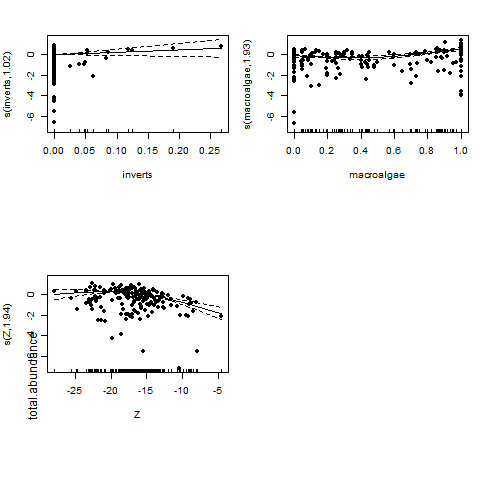 s(inverts,1.02)
0
-2
-4
-6
0.00 0.05 0.10 0.15 0.20 0.25
inverts
s(macroalgae,1.93)
0
-2
-4
-6
0.0 0.2 0.4 0.6 0.8 1.0
macroalgae
s(Z,1.94)
total.abundance
0
-2
-4
-6
-25 -20 -15 -10 -5
Z